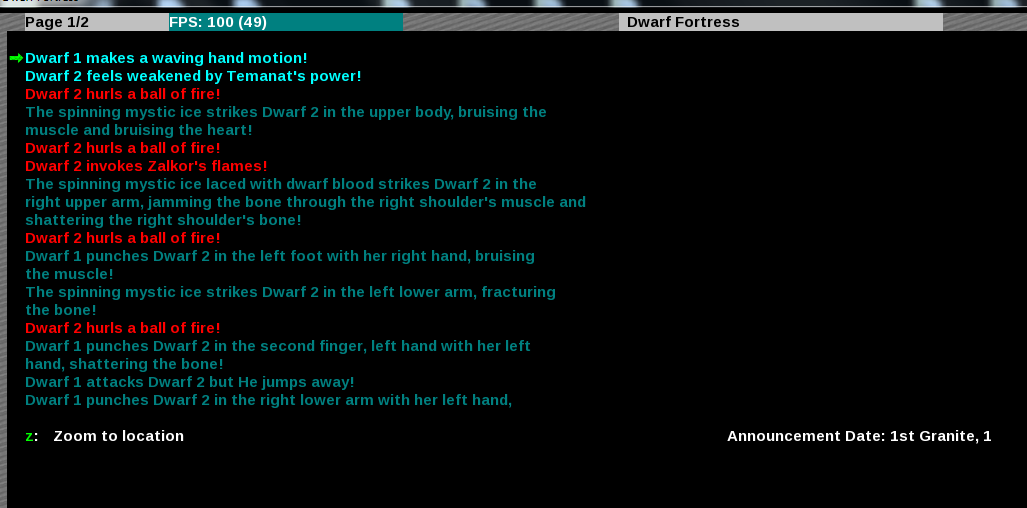 Page 1/2 FPS: 100 (49) Dwarf Fortress
Dwarf 1 makes a waving hand motion!
Dwarf 2 feels weakened by Temanat's power!
Dwarf 2 hurls a ball of fire!
The spinning mystic ice strikes Dwarf 2 in the upper body, bruising the
muscle and bruising the heart!
Dwarf 2 hurls a ball of fire!
Dwarf 2 invokes Zalkor's flames!
The spinning mystic ice laced with dwarf blood strikes Dwarf 2 in the
right upper arm, jamming the bone through the right shoulder's muscle and
shattering the right shoulder's bone!
Dwarf 2 hurls a ball of fire!
Dwarf 1 punches Dwarf 2 in the left foot with her right hand, bruising
the muscle!
The spinning mystic ice strikes Dwarf 2 in the left lower arm, fracturing
the bone!
Dwarf 2 hurls a ball of fire!
Dwarf 1 punches Dwarf 2 in the second finger, left hand with her left
hand, shattering the bone!
Dwarf 1 attacks Dwarf 2 but He jumps away!
Dwarf 1 punches Dwarf 2 in the right lower arm with her left hand,
z: Zoom to location Announcement Date: 1st Granite, 1